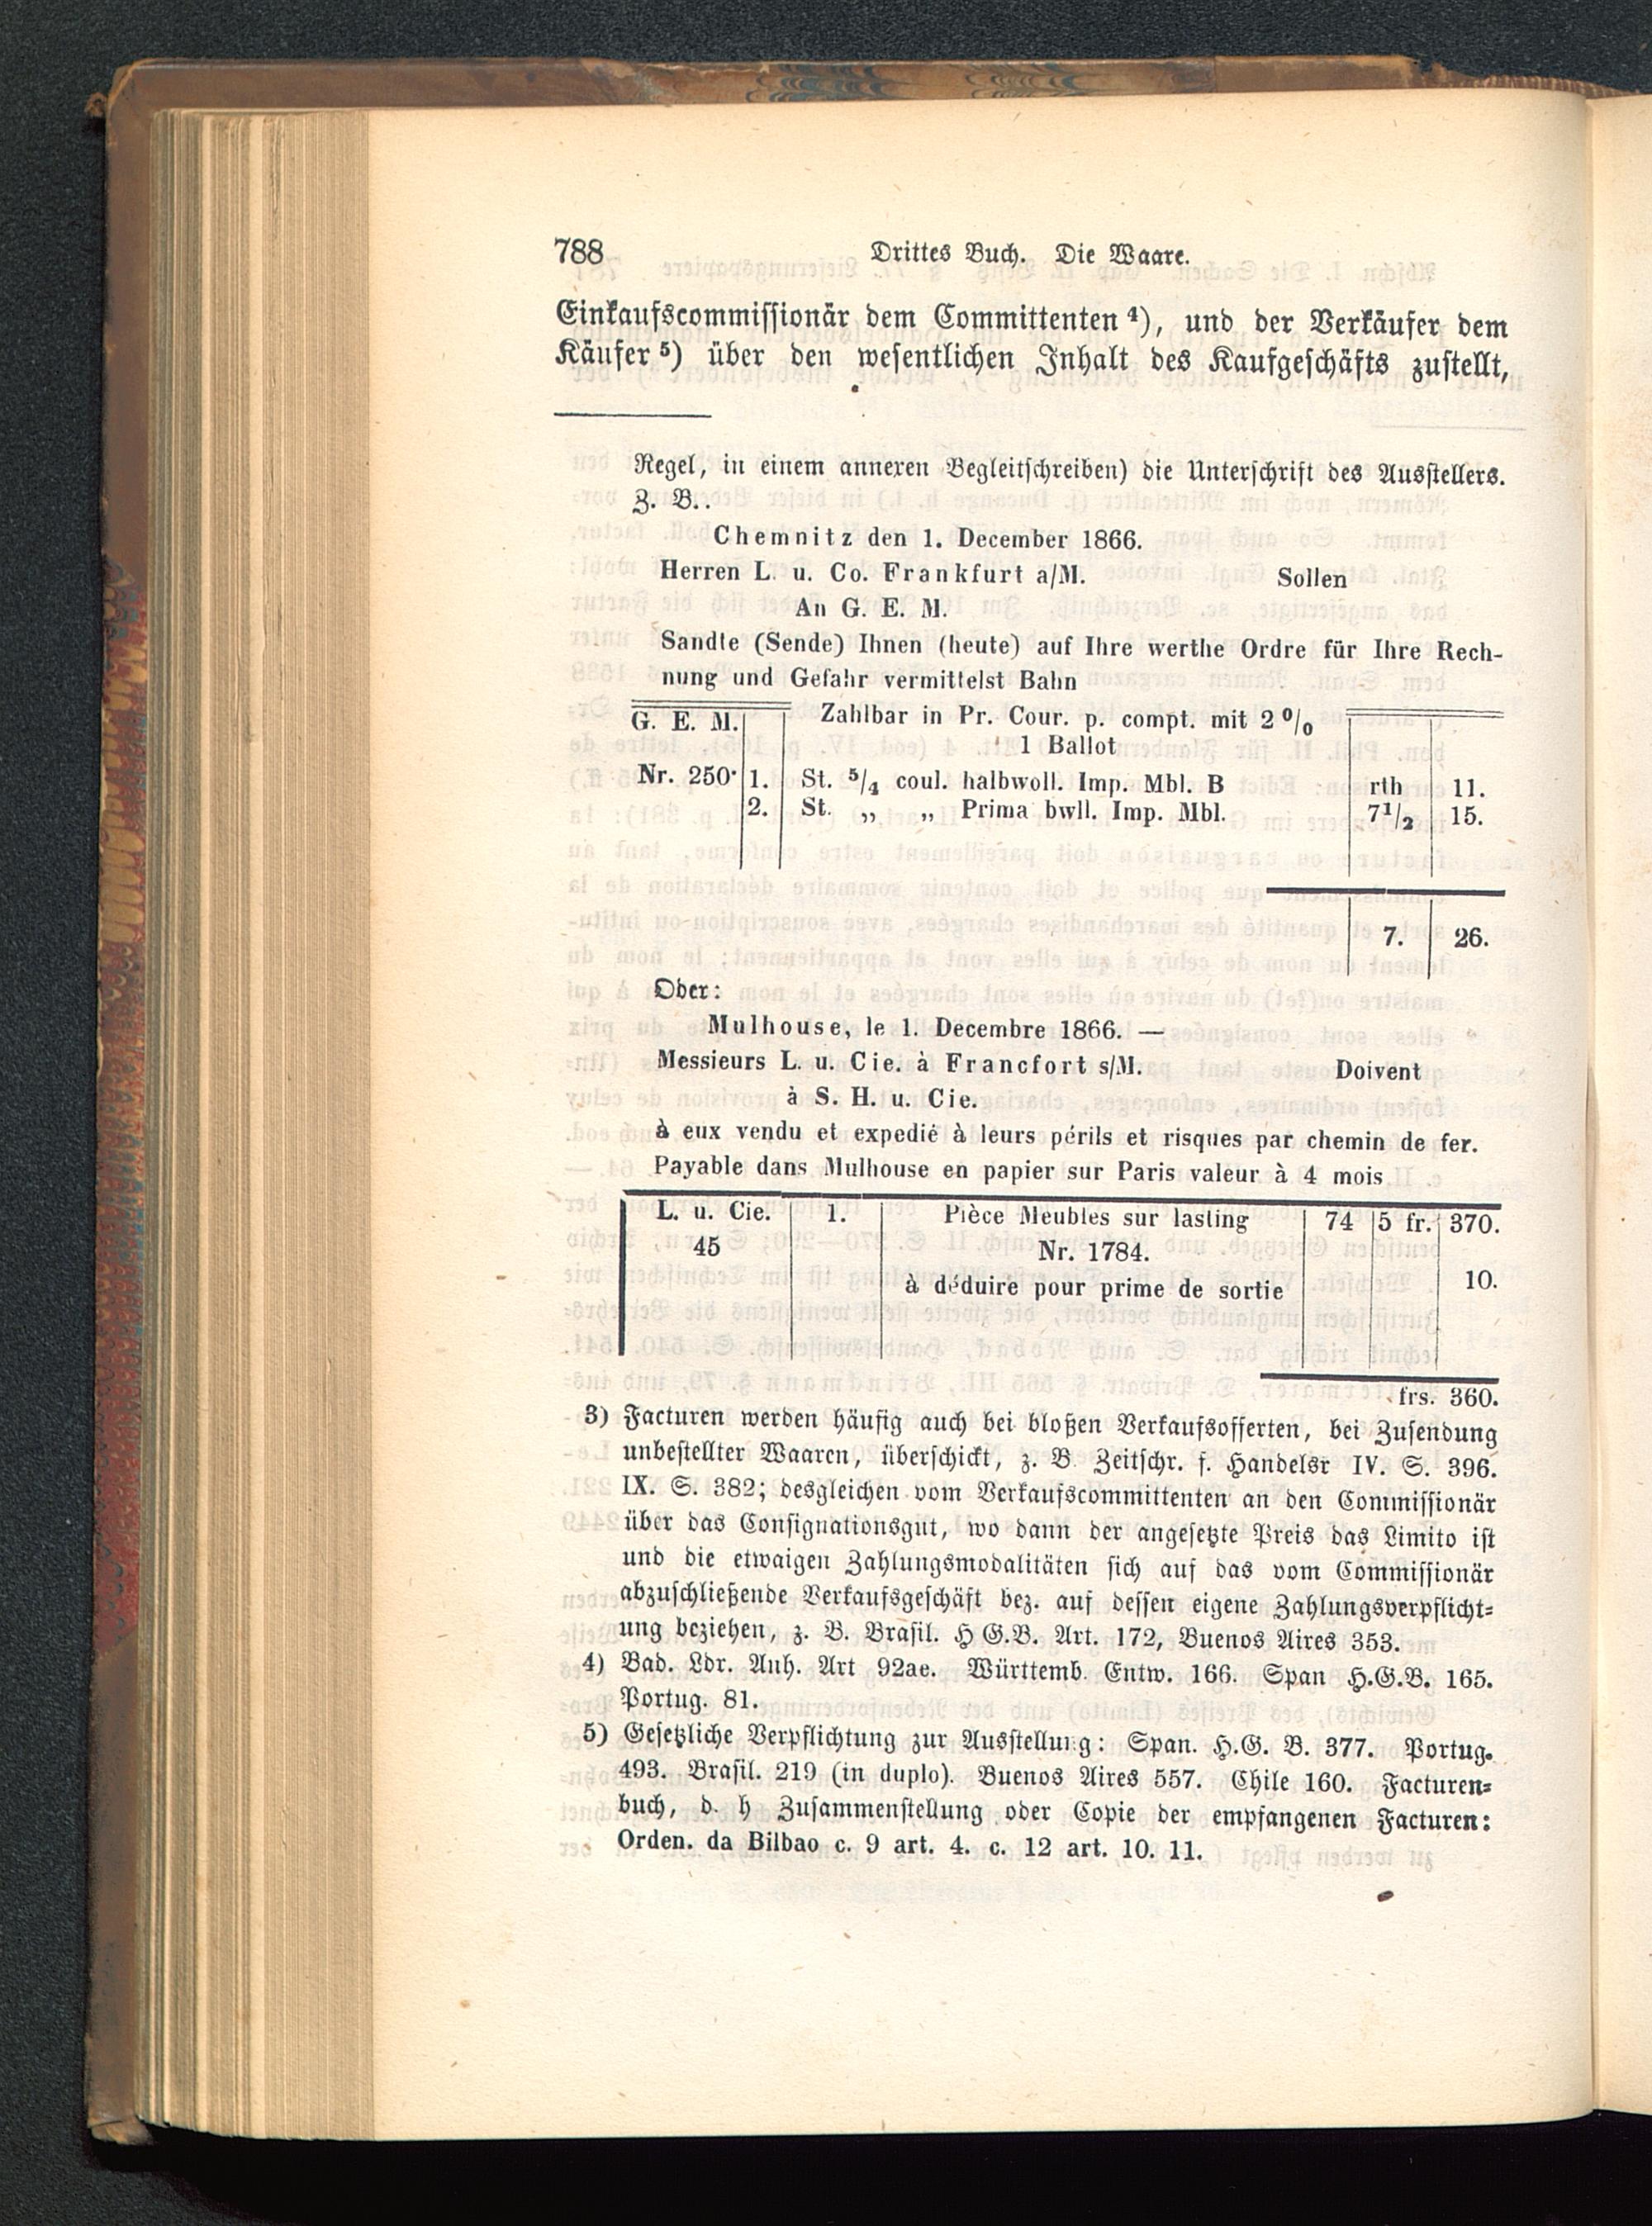 788 Drittes Buch. Die Waare.
Einkaufscommissionär dem Committenten ⁴), und der Verkäufer dem
Käufer ⁵) über den wesentlichen Inhalt des Kaufgeschäfts zustellt,
Regel, in einem annexen Begleitschreiben) die Unterschrift des Ausstellers.
Z. B..
Chemnitz den 1. December 1866.
Herren L. u. Co. Frankfurt a/M. Sollen
An G. E. M.
Sandte (Sende) Ihnen (heute) auf Ihre werthe Ordre für Ihre Rech-
nung und Gefahr vermittelst Bahn
G. E. M. Zahlbar in Pr. Cour. p. compt. mit 2 %
1 Ballot
Nr. 250 1. St. 5/4 coul. halbwoll. Imp. Mbl. B rth 11.
2. St. „ „ Prima bwll. Imp. Mbl. 7 1/2 15.
7. 26.
Oder:
Mulhouse, le 1. Decembre 1866. —
Messieurs L. u. Cie. à Francfort s/M. Doivent
à S. H. u. Cie.
à eux vendu et expedié à leurs périls et risques par chemin de fer.
Payable dans Mulhouse en papier sur Paris valeur à 4 mois
L. u. Cie. 1. Pièce Meubles sur lasting 74 5 fr. 370.
45 Nr. 1784.
à déduire pour prime de sortie 10.
frs. 360.
3) Facturen werden häufig auch bei bloßen Verkaufsofferten, bei Zusendung
unbestellter Waaren, überschickt, z. B. Zeitschr. f. Handelsr IV. S. 396.
IX. S. 382; desgleichen vom Verkaufscommittenten an den Commissionär
über das Consignationsgut, wo dann der angesetzte Preis das Limito ist
und die etwaigen Zahlungsmodalitäten sich auf das vom Commissionär
abzuschließende Verkaufsgeschäft bez. auf dessen eigene Zahlungsverpflicht-
ung beziehen, z. B. Brasil. H G.B. Art. 172, Buenos Aires 353.
4) Bad. Ldr. Anh. Art 92ae. Württemb. Entw. 166. Span H.G.B. 165.
Portug. 81.
5) Gesetzliche Verpflichtung zur Ausstellung: Span. H.G. B. 377. Portug.
493. Brasil. 219 (in duplo). Buenos Aires 557. Chile 160. Facturen-
buch, d. h Zusammenstellung oder Copie der empfangenen Facturen:
Orden. da Bilbao c. 9 art. 4. c. 12 art. 10. 11.